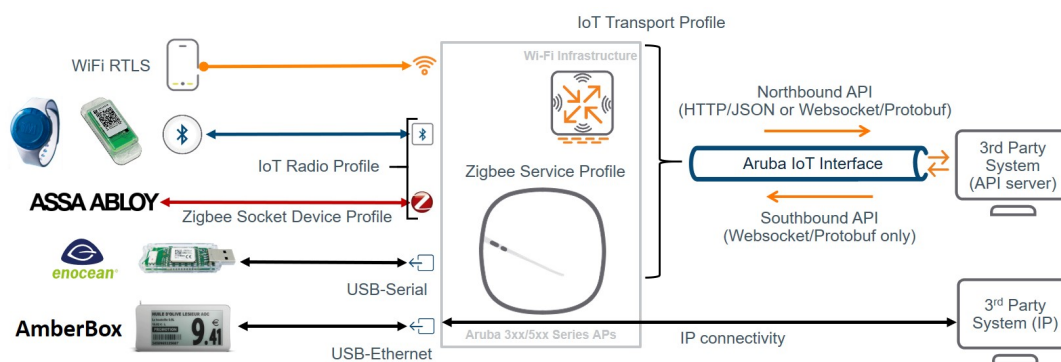 IoT Transport Profile
WiFi RTLS
Wi-Fi Infrastructure
Northbound API
(HTTP/JSON or Websocket/Protobuf)
IoT Radio Profile
Aruba IoT Interface
3rd Party
System
(API server)
Zigbee Service Profile
ASSA ABLOY
Z
Zigbee Socket Device Profile
Southbound API
(Websocket/Protobuf only)
enocean®
USB-Serial
AmberBox
9.41
3rd Party
System (IP)
Aruba 3xx/5xx Series APs
IP connectivity
USB-Ethernet